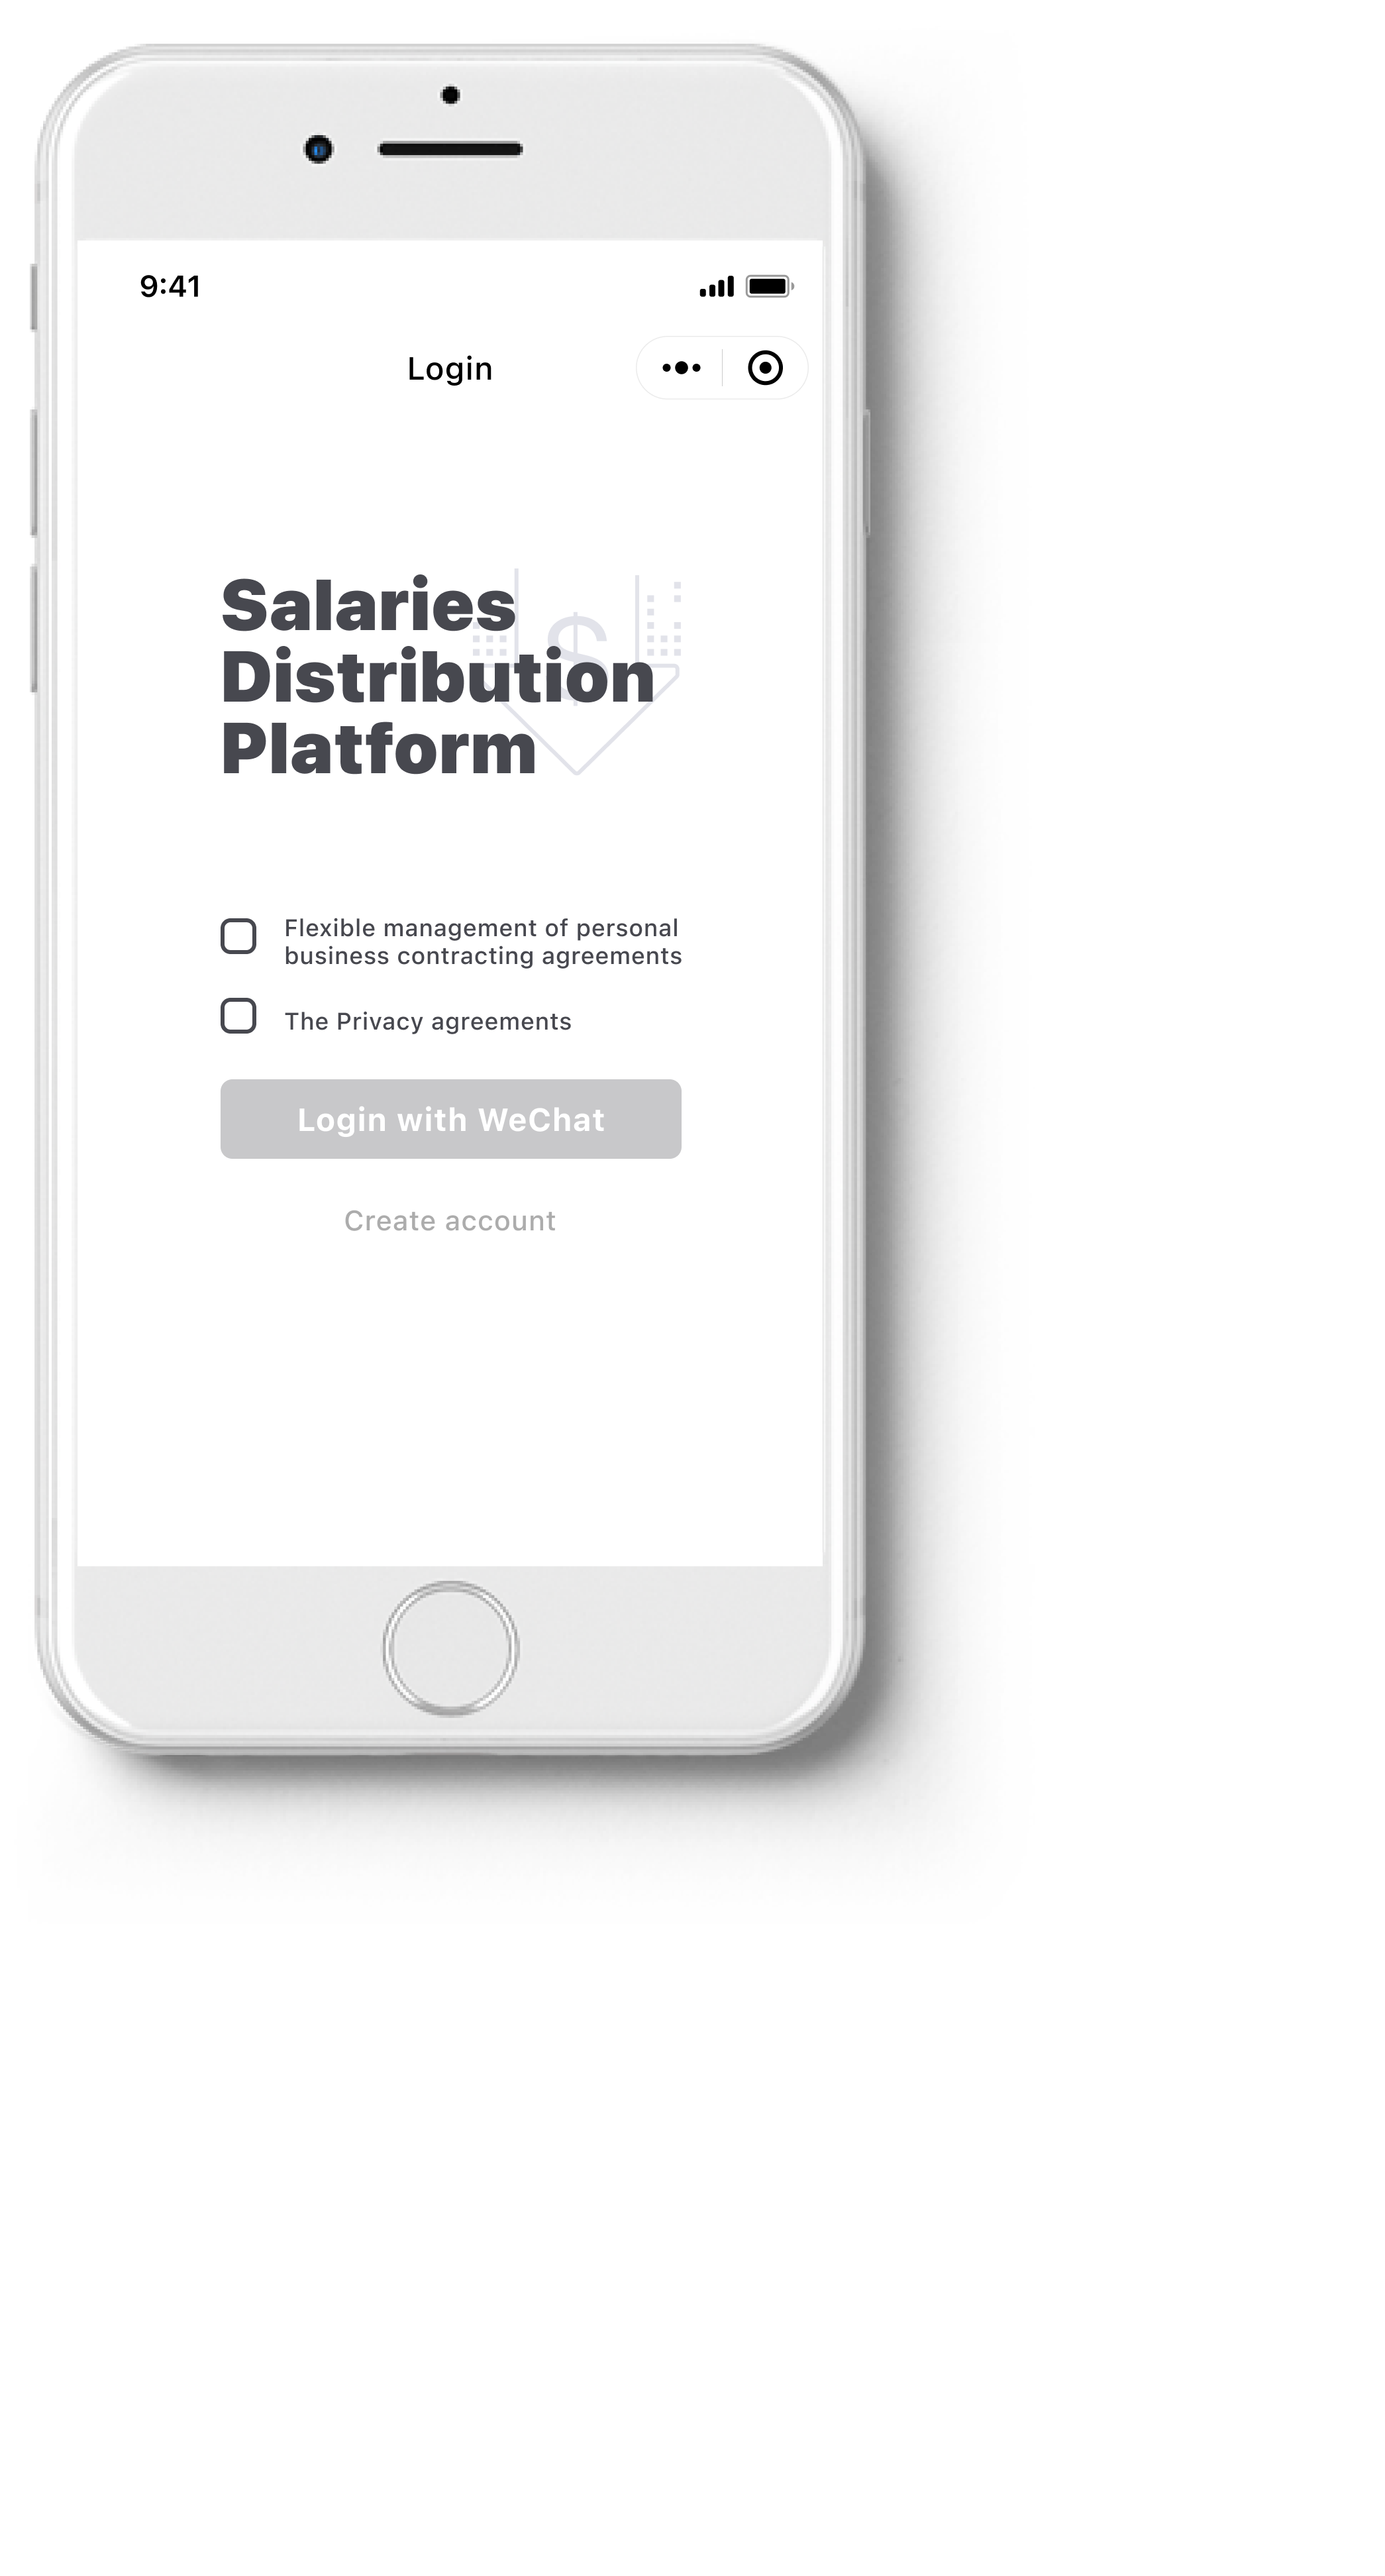 9:41
Login
Salaries
Distribution
Platform
$
Flexible management of personal
business contracting agreements
The Privacy agreements
Login with WeChat
Create account